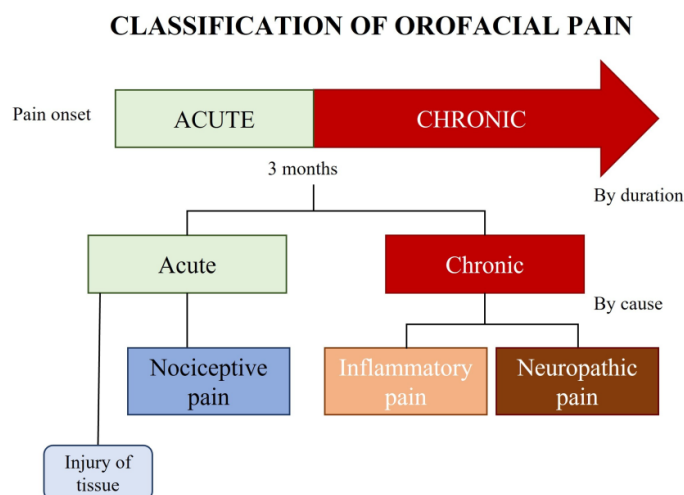 CLASSIFICATION OF OROFACIAL PAIN
Pain onset
ACUTE
CHRONIC
3 months
By duration
Acute
Chronic
By cause
Nociceptive
pain
Inflammatory
pain
Neuropathic
pain
Injury of
tissue